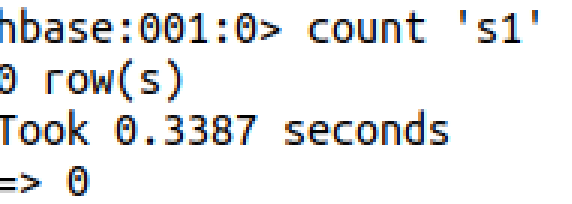 hbase:001:0> count 's1'
0 row(s)
Took 0.3387 seconds
=> 0